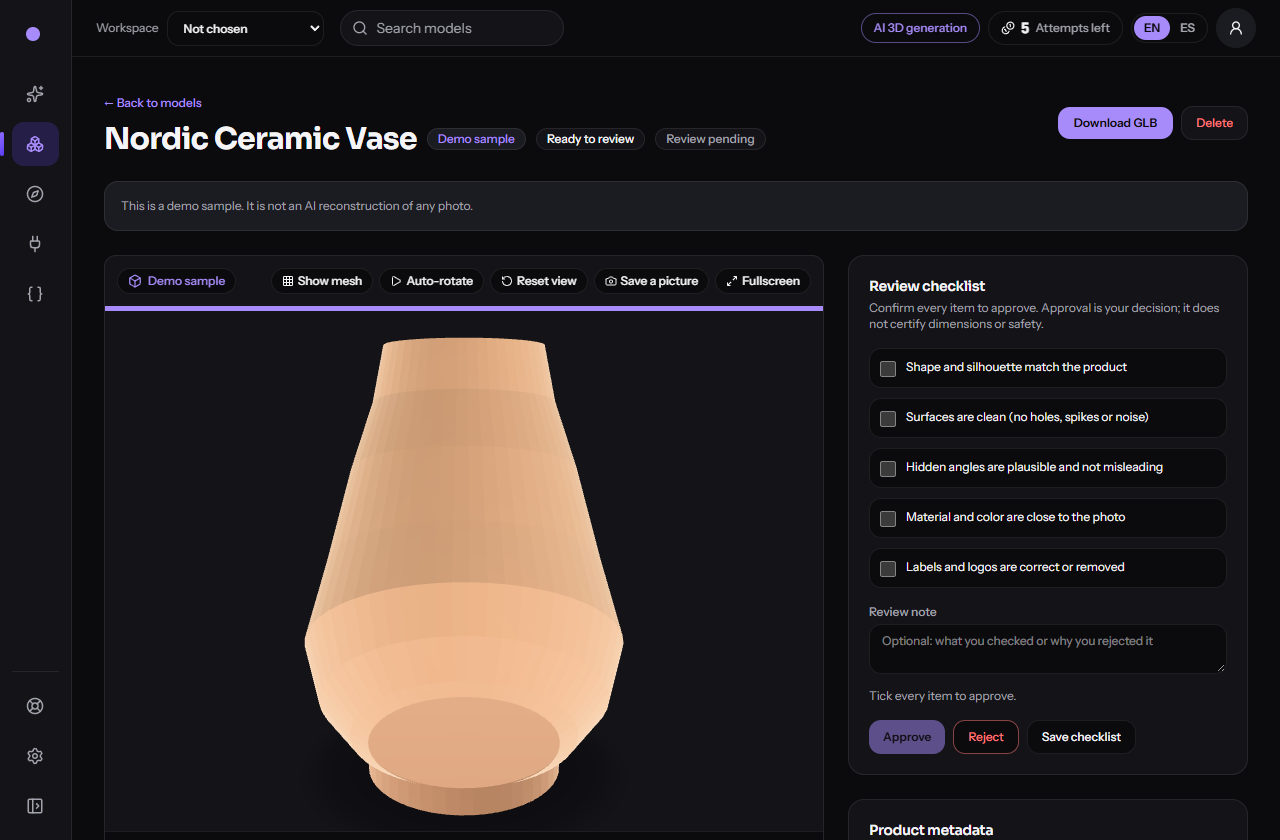 Workspace
Not chosen
Search models
AI 3D generation
5 Attempts left
EN
ES
← Back to models
Nordic Ceramic Vase
Demo sample
Ready to review
Review pending
Download GLB
Delete
This is a demo sample. It is not an AI reconstruction of any photo.
Demo sample
Show mesh
Auto-rotate
Reset view
Save a picture
Fullscreen
Review checklist
Confirm every item to approve. Approval is your decision; it does
not certify dimensions or safety.
Shape and silhouette match the product
Surfaces are clean (no holes, spikes or noise)
Hidden angles are plausible and not misleading
Material and color are close to the photo
Labels and logos are correct or removed
Review note
Optional: what you checked or why you rejected it
Tick every item to approve.
Approve
Reject
Save checklist
Product metadata